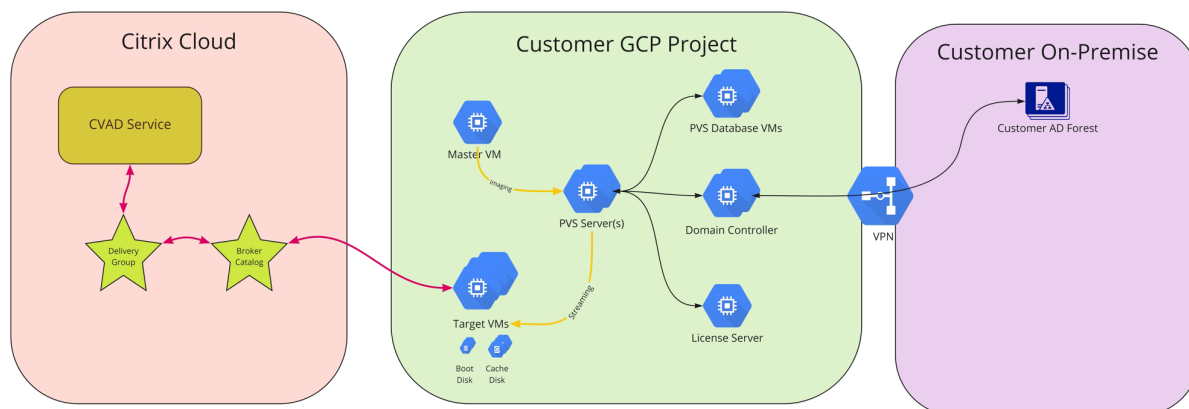 Citrix Cloud
CVAD Service
Delivery
Group
Broker
Catalog
Customer GCP Project
Master VM
Imaging
PVS Server(s)
Streaming
Target VMs
Boot
Disk
Cache
Disk
PVS Database VMs
Domain Controller
License Server
VPN
Customer On-Premise
Customer AD Forest